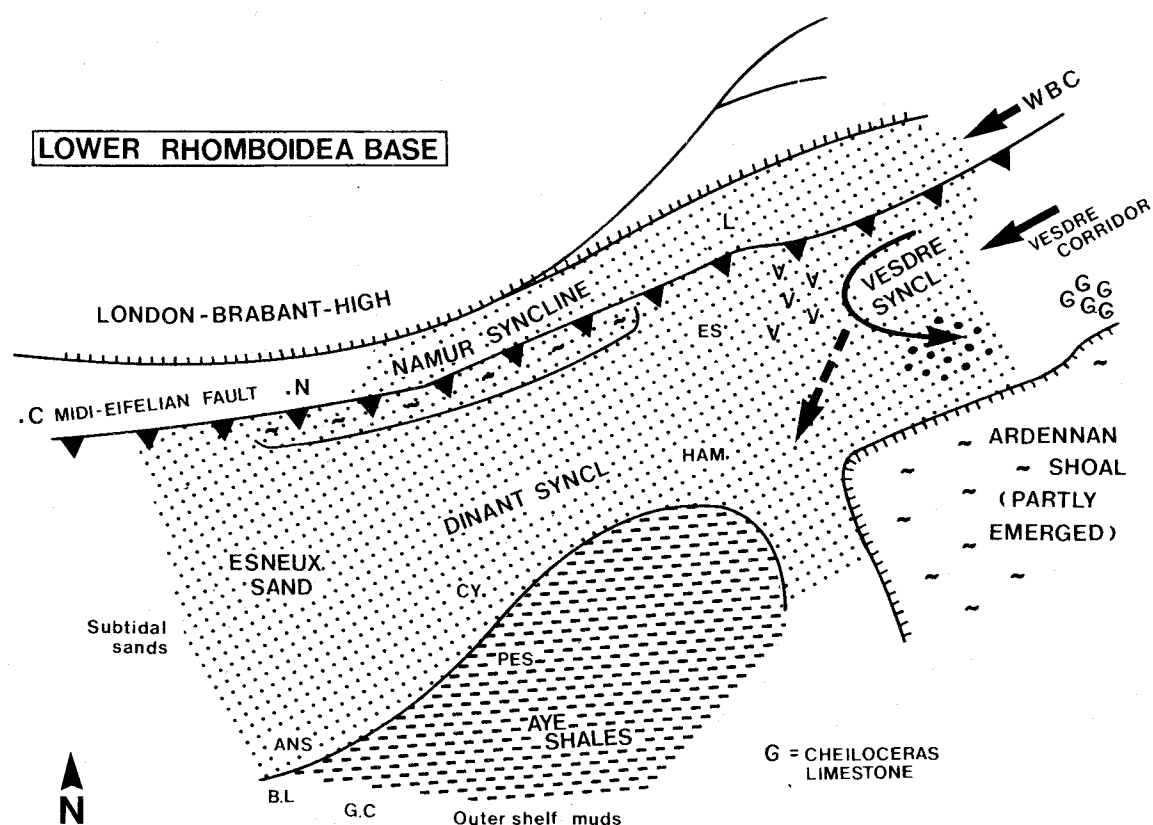 WBC
LOWER RHOMBOIDEA BASE
VESDRE
CORRIDOR
L
VESDRE
SYNCL
G G
G G G
LONDON-BRABANT-HIGH
NAMUR SYNCLINE
ES.
V V
V V
V V
.N
.C MIDI-EIFELIAN FAULT
HAM.
ARDENNAN
SHOAL
(PARTLY
EMERGED)
DINANT SYNCL
ESNEUX
SAND
CY.
Subtidal
sands
PES.
AYE
SHALES
ANS
G = CHEILOCERAS
LIMESTONE
B.L
G.C
Outer shelf muds
N